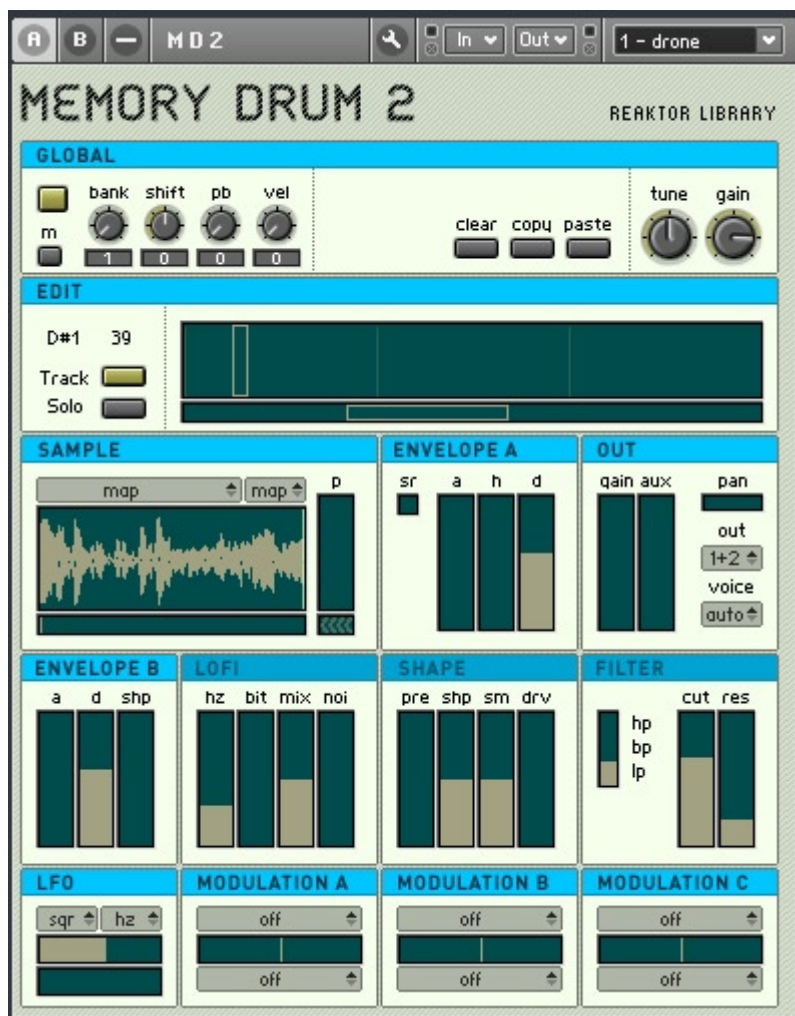 A B MD2 In Out 1 - drone
MEMORY DRUM 2
REAKTOR LIBRARY
GLOBAL
bank shift pb vel
m
1 0 0 0
clear copy paste
tune gain
EDIT
D#1 39
Track
Solo
SAMPLE
map map p
ENVELOPE A
sr a h d
OUT
gain aux pan
out
1+2
voice
auto
ENVELOPE B
a d shp
LOFI
hz bit mix noi
SHAPE
pre shp sm drv
FILTER
cut res
hp
bp
lp
LFO
sqr hz
MODULATION A
off
off
MODULATION B
off
off
MODULATION C
off
off